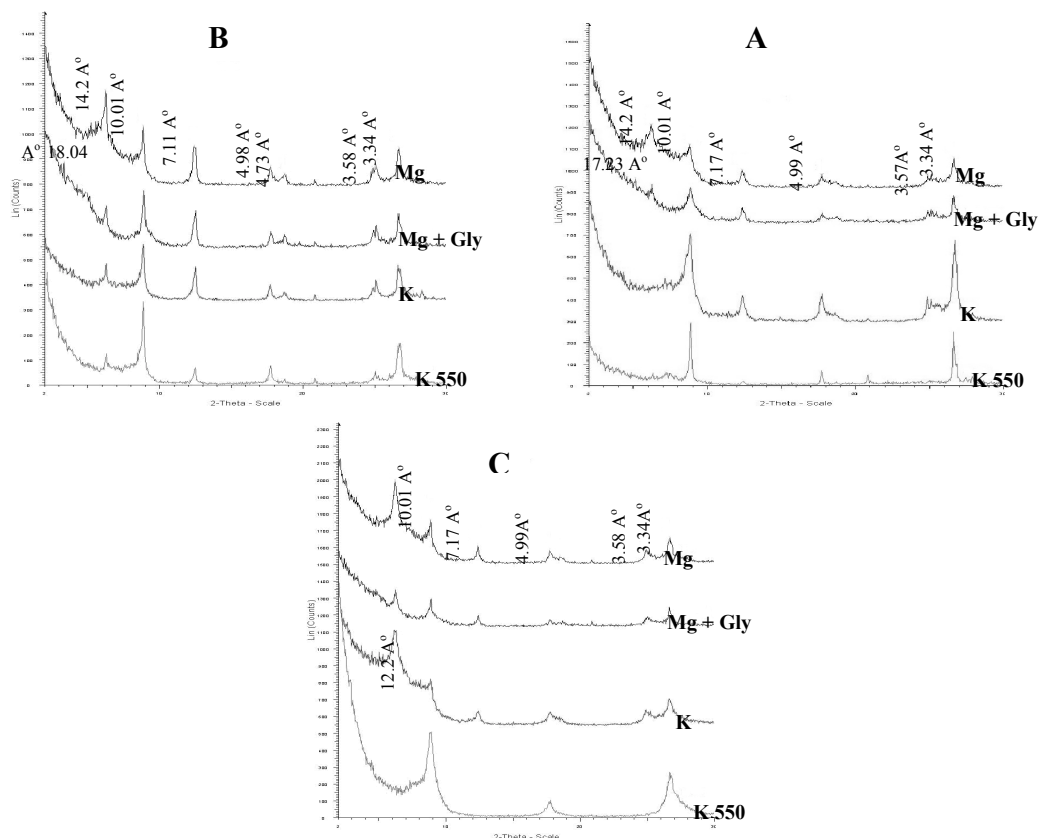 B
14.2 A°
10.01 A°
7.11 A°
4.98 A°
4.73 A°
3.58 A°
3.34 A°
A° 18.04
Mg
Mg + Gly
K
K 550
Lin (Counts)
2-Theta - Scale
A
14.2 A°
10.01 A°
7.17 A°
4.99 A°
3.57A°
3.34 A°
17.23 A°
Mg
Mg + Gly
K
K 550
Lin (Counts)
2-Theta - Scale
C
10.01 A°
7.17 A°
4.99A°
3.58 A°
3.34A°
12.2 A°
Mg
Mg + Gly
K
K 550
Lin (Counts)
2-Theta - Scale